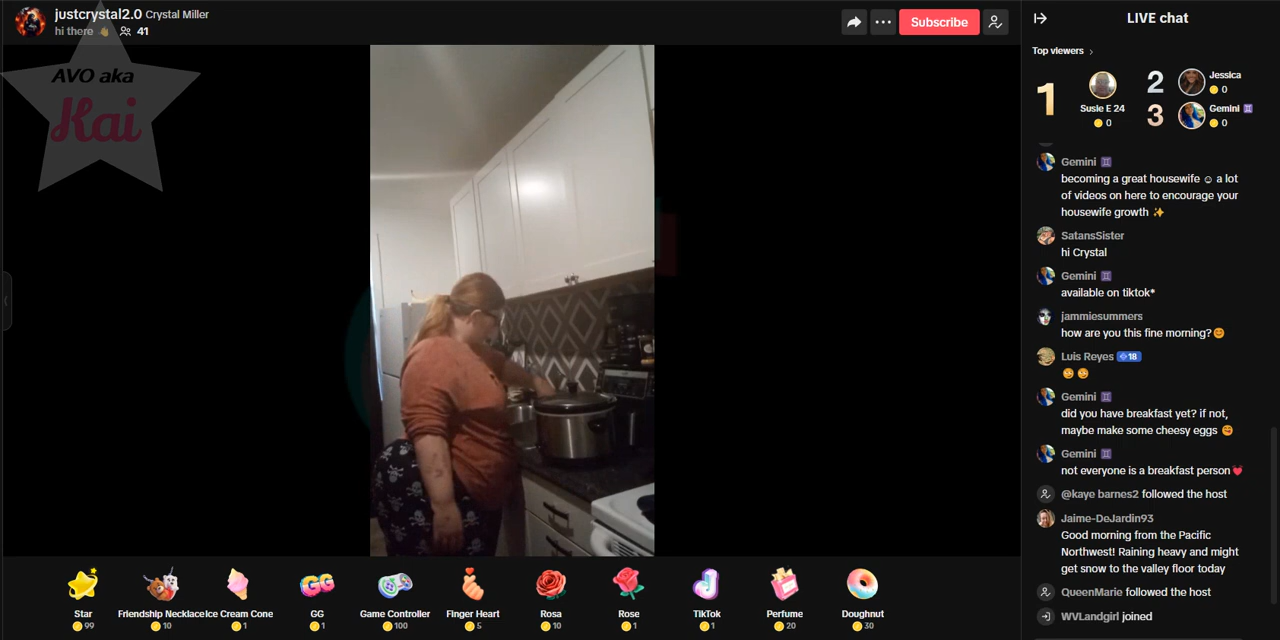 justcrystal2.0 Crystal Miller
hi there 👋 41
Subscribe
AVO aka
Kai
LIVE chat
Top viewers
1
Susie E 24
0
2
Jessica
0
3
Gemini ♊
0
Gemini ♊
becoming a great housewife ☺ a lot
of videos on here to encourage your
housewife growth ✨
SatansSister
hi Crystal
Gemini ♊
available on tiktok*
jammiesummers
how are you this fine morning?😊
Luis Reyes 18
Gemini ♊
did you have breakfast yet? if not,
maybe make some cheesy eggs 😋
Gemini ♊
not everyone is a breakfast person💓
@kaye barnes2 followed the host
Jaime-DeJardin93
Good morning from the Pacific
Northwest! Raining heavy and might
get snow to the valley floor today
QueenMarie followed the host
WVLandgirl joined
GG
Star
99
Friendship Necklace
10
Ice Cream Cone
1
GG
1
Game Controller
100
Finger Heart
5
Rosa
10
Rose
1
TikTok
1
Perfume
20
Doughnut
30